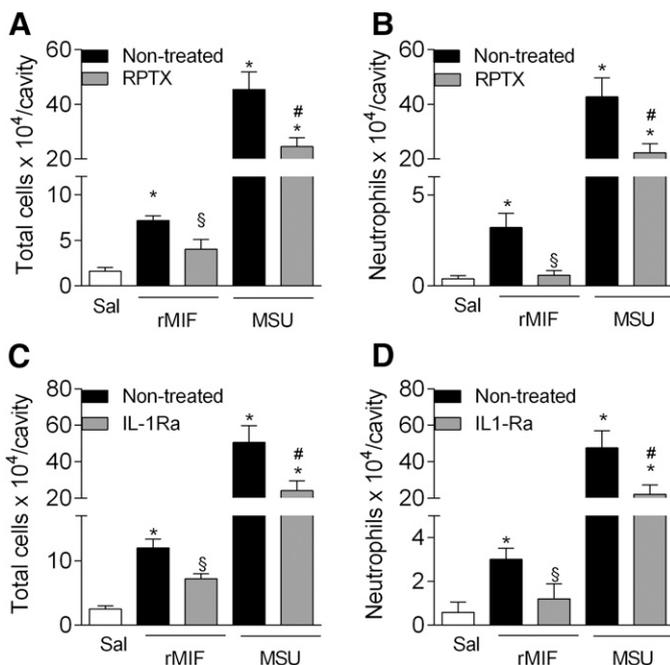 A
Total cells x 10⁴/cavity
60
40
20
10
5
0
Non-treated
RPTX
*
§
*
#
*
Sal
rMIF
MSU
B
Neutrophils x 10⁴/cavity
60
40
20
5
0
Non-treated
RPTX
*
§
*
#
*
Sal
rMIF
MSU
C
Total cells x 10⁴/cavity
80
60
40
20
10
0
Non-treated
IL-1Ra
*
§
*
#
*
Sal
rMIF
MSU
D
Neutrophils x 10⁴/cavity
80
60
40
20
4
2
0
Non-treated
IL1-Ra
*
§
*
#
*
Sal
rMIF
MSU